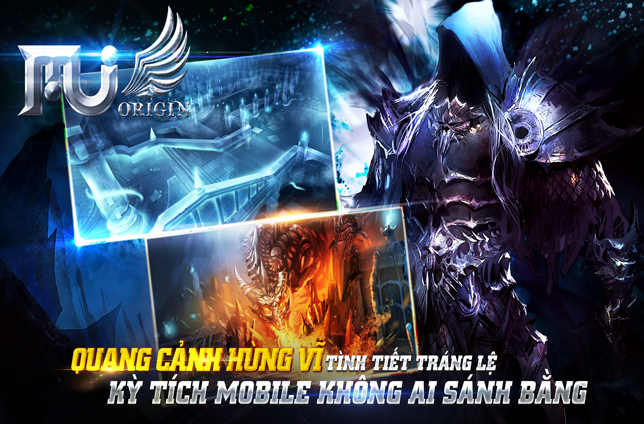 MU
ORIGIN
QUANG CẢNH HÙNG VĨ TÌNH TIẾT TRÁNG LỆ
KỲ TÍCH MOBILE KHÔNG AI SÁNH BẰNG